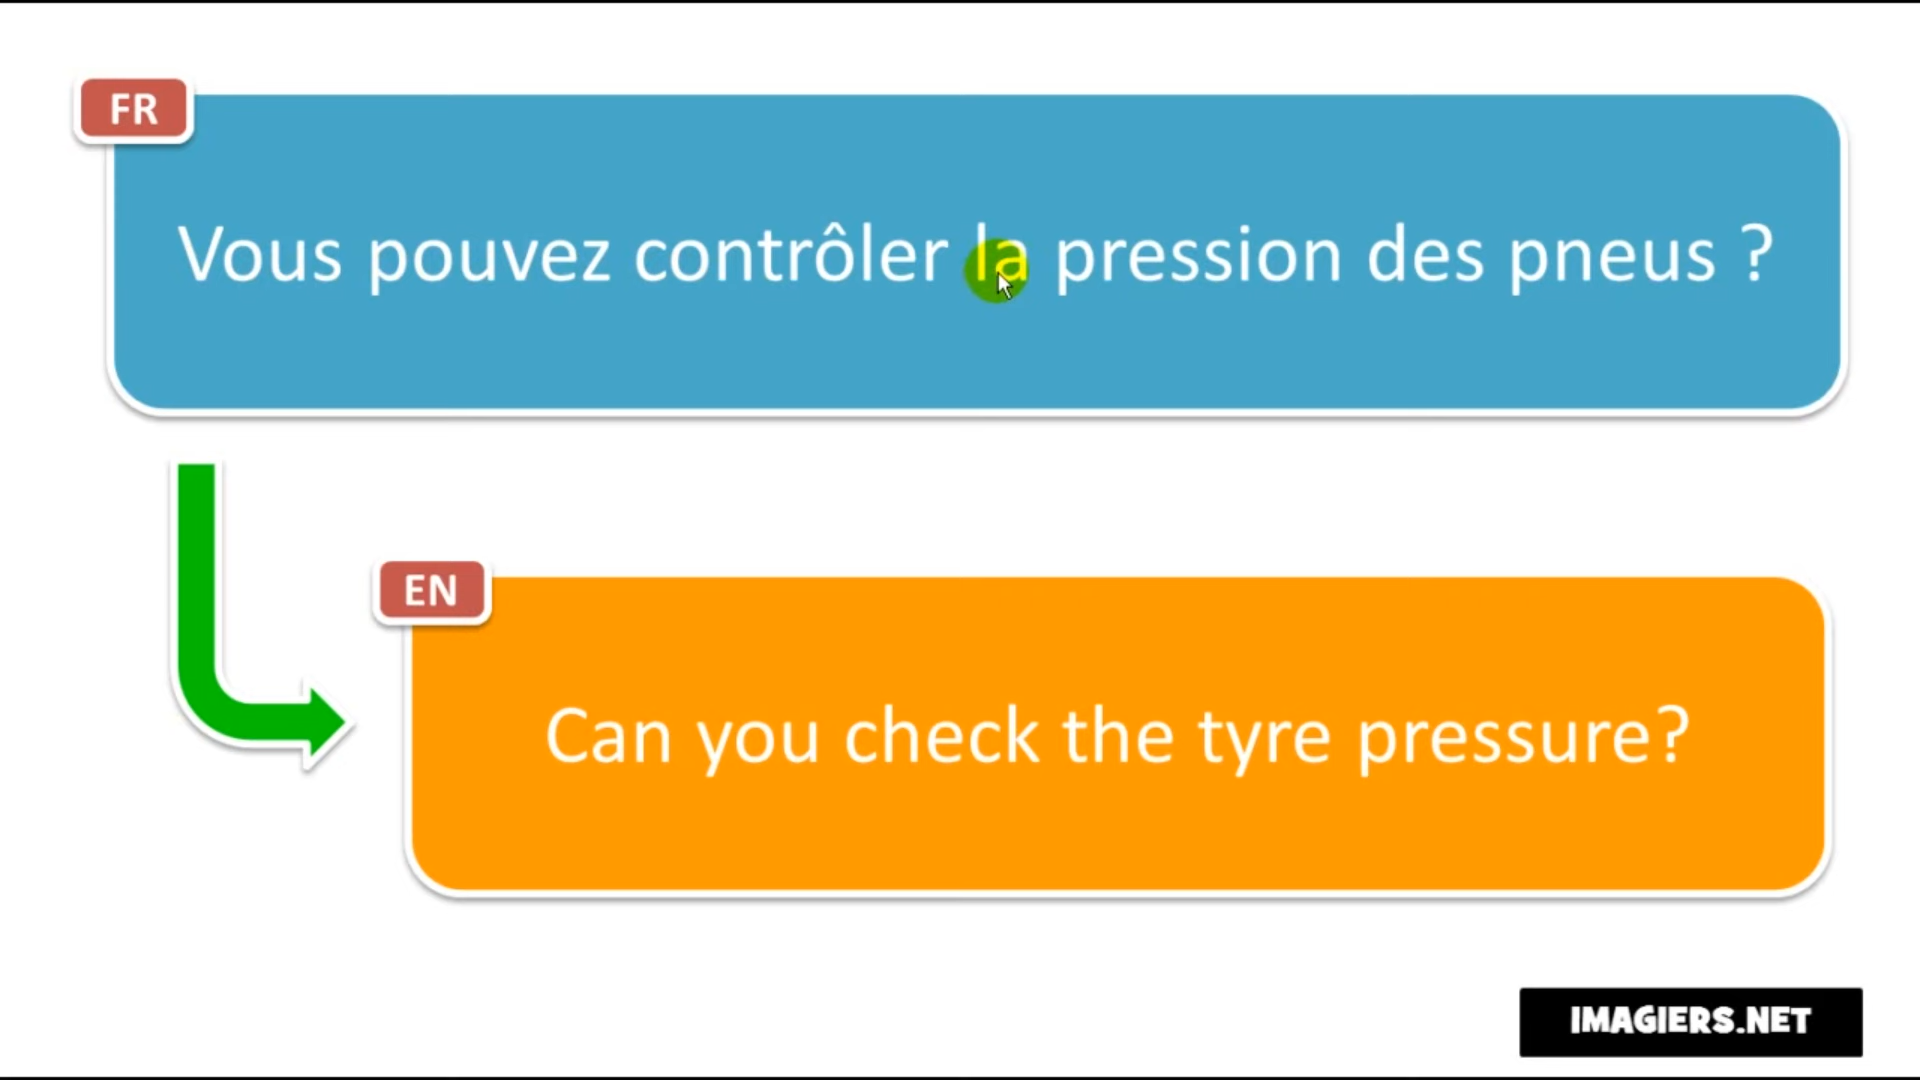 FR
Vous pouvez contrôler la pression des pneus ?
EN
Can you check the tyre pressure?
IMAGIERS.NET